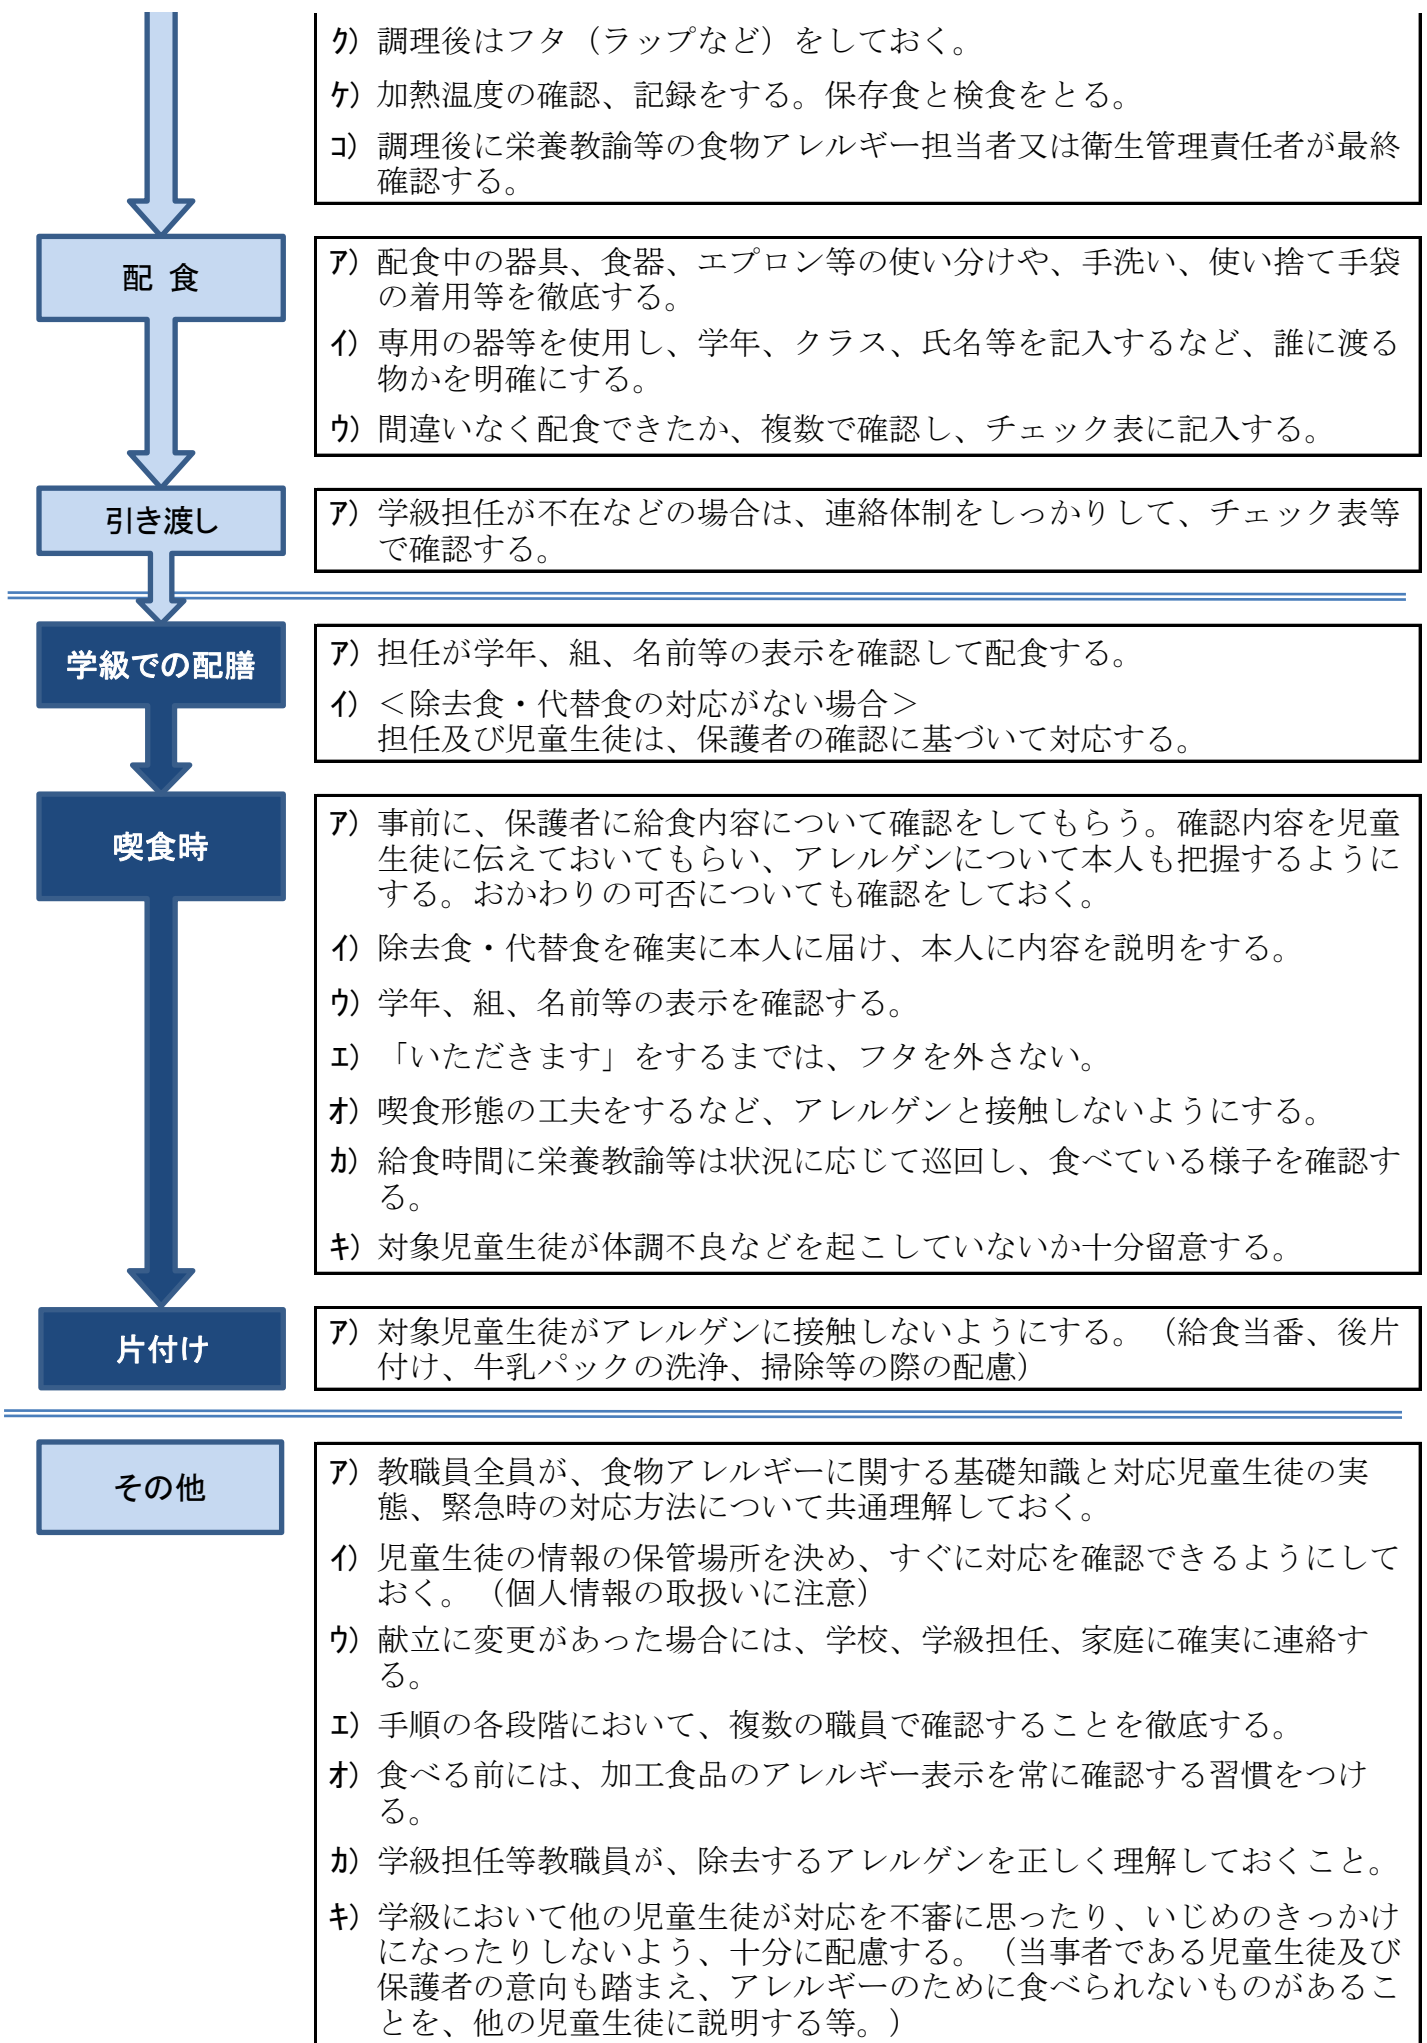 ク）調理後はフタ（ラップなど）をしておく。
ケ）加熱温度の確認、記録をする。保存食と検食をとる。
コ）調理後に栄養教諭等の食物アレルギー担当者又は衛生管理責任者が最終
確認する。
配 食
ア）配食中の器具、食器、エプロン等の使い分けや、手洗い、使い捨て手袋
の着用等を徹底する。
イ）専用の器等を使用し、学年、クラス、氏名等を記入するなど、誰に渡る
物かを明確にする。
ウ）間違いなく配食できたか、複数で確認し、チェック表に記入する。
引き渡し
ア）学級担任が不在などの場合は、連絡体制をしっかりして、チェック表等
で確認する。
学級での配膳
ア）担任が学年、組、名前等の表示を確認して配食する。
イ）＜除去食・代替食の対応がない場合＞
担任及び児童生徒は、保護者の確認に基づいて対応する。
喫食時
ア）事前に、保護者に給食内容について確認をしてもらう。確認内容を児童
生徒に伝えておいてもらい、アレルゲンについて本人も把握するように
する。おかわりの可否についても確認をしておく。
イ）除去食・代替食を確実に本人に届け、本人に内容を説明をする。
ウ）学年、組、名前等の表示を確認する。
エ）「いただきます」をするまでは、フタを外さない。
オ）喫食形態の工夫をするなど、アレルゲンと接触しないようにする。
カ）給食時間に栄養教諭等は状況に応じて巡回し、食べている様子を確認す
る。
キ）対象児童生徒が体調不良などを起こしていないか十分留意する。
片付け
ア）対象児童生徒がアレルゲンに接触しないようにする。（給食当番、後片
付け、牛乳パックの洗浄、掃除等の際の配慮）
その他
ア）教職員全員が、食物アレルギーに関する基礎知識と対応児童生徒の実
態、緊急時の対応方法について共通理解しておく。
イ）児童生徒の情報の保管場所を決め、すぐに対応を確認できるようにして
おく。（個人情報の取扱いに注意）
ウ）献立に変更があった場合には、学校、学級担任、家庭に確実に連絡す
る。
エ）手順の各段階において、複数の職員で確認することを徹底する。
オ）食べる前には、加工食品のアレルギー表示を常に確認する習慣をつけ
る。
カ）学級担任等教職員が、除去するアレルゲンを正しく理解しておくこと。
キ）学級において他の児童生徒が対応を不審に思ったり、いじめのきっかけ
になったりしないよう、十分に配慮する。（当事者である児童生徒及び
保護者の意向も踏まえ、アレルギーのために食べられないものがあるこ
とを、他の児童生徒に説明する等。）